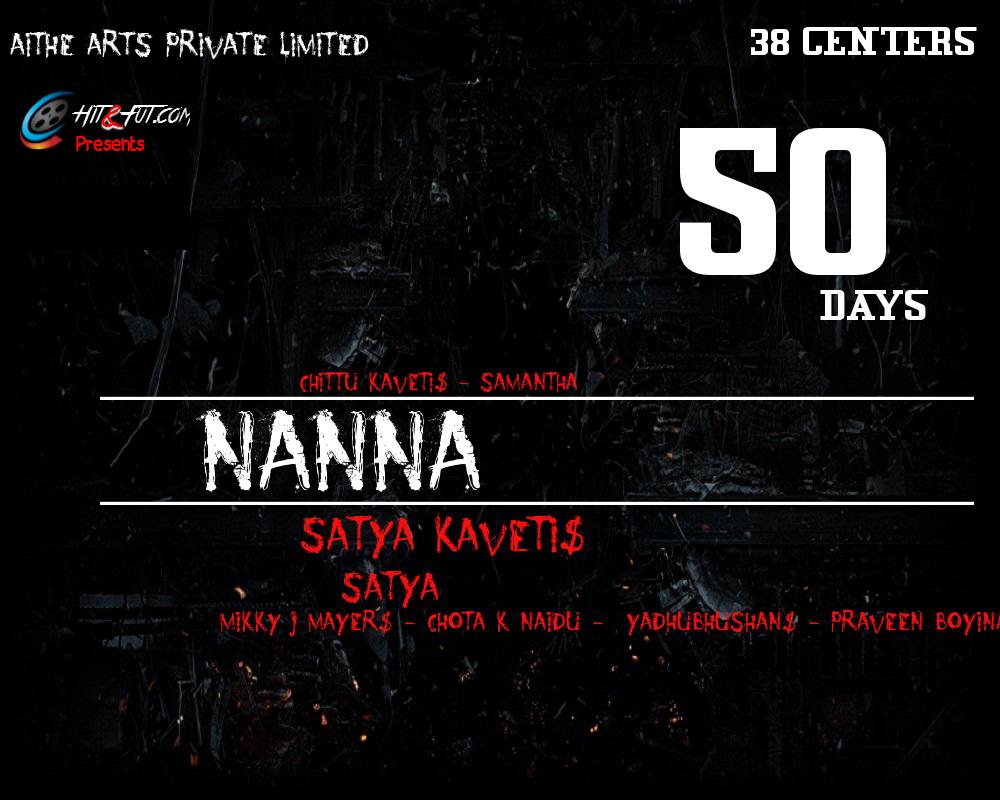 AITHE ARTS PRIVATE LIMITED
38 CENTERS
HIT&FUT.COM
Presents
50
DAYS
CHITTU KAVETI$ - SAMANTHA
NANNA
SATYA KAVETI$
SATYA
MIKKY J MAYER$ - CHOTA K NAIDU - YADHUBHUSHAN$ - PRAVEEN BOYINA